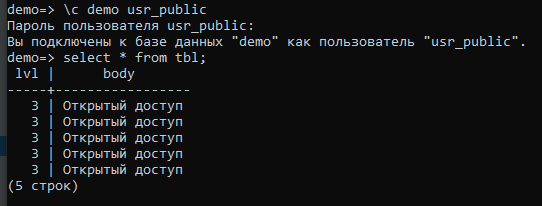 demo=> \c demo usr_public
Пароль пользователя usr_public:
Вы подключены к базе данных "demo" как пользователь "usr_public".
demo=> select * from tbl;
 lvl |      body
-----+-----------------
   3 | Открытый доступ
   3 | Открытый доступ
   3 | Открытый доступ
   3 | Открытый доступ
   3 | Открытый доступ
(5 строк)